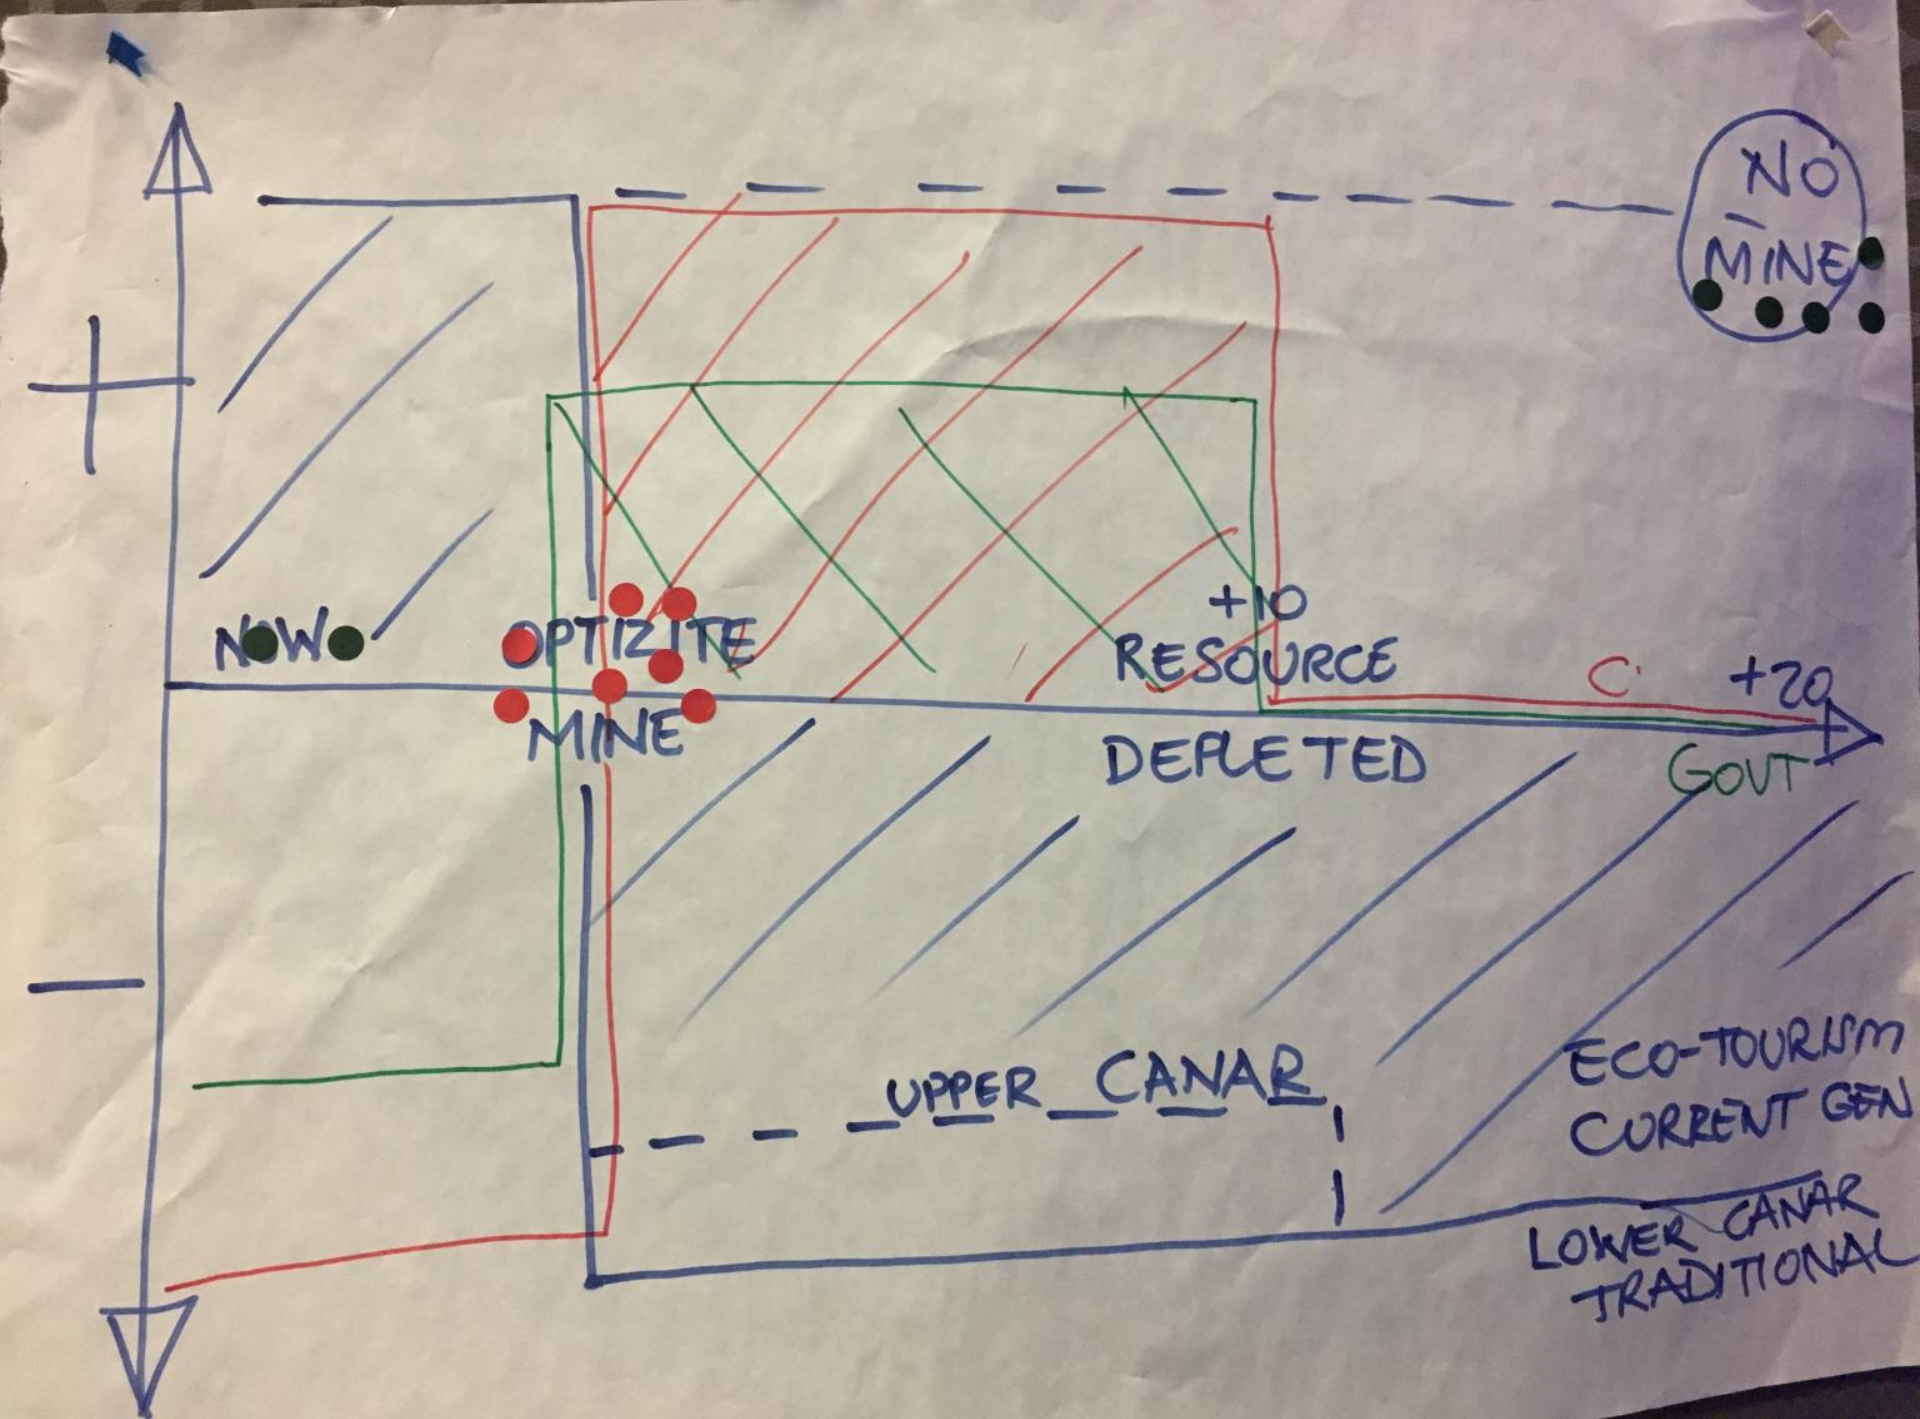 NO
MINE
+
NOW
OPTIZITE
MINE
+10
RESOURCE
DEPLETED
C
+20
GOVT
-
UPPER CANAR
ECO-TOURISM
CURRENT GEN
LOWER CANAR
TRADITIONAL